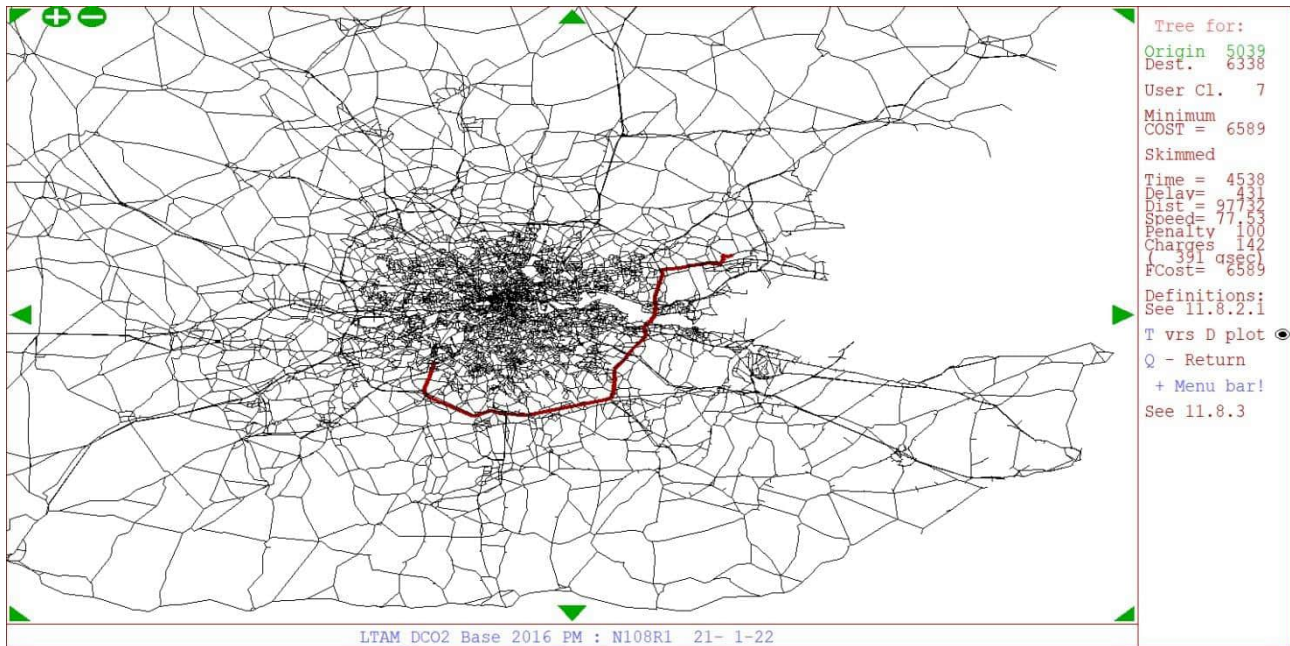 Tree for:
Origin 5039
Dest. 6338
User Cl. 7
Minimum
COST = 6589
Skimmed
Time = 4538
Delay= 431
Dist = 97732
Speed= 77.53
Penalty 100
Charges 142
( 391 gsec)
FCost= 6589
Definitions:
See 11.8.2.1
T vrs D plot
Q - Return
+ Menu bar!
See 11.8.3
LTAM DCO2 Base 2016 PM : N108R1 21- 1-22